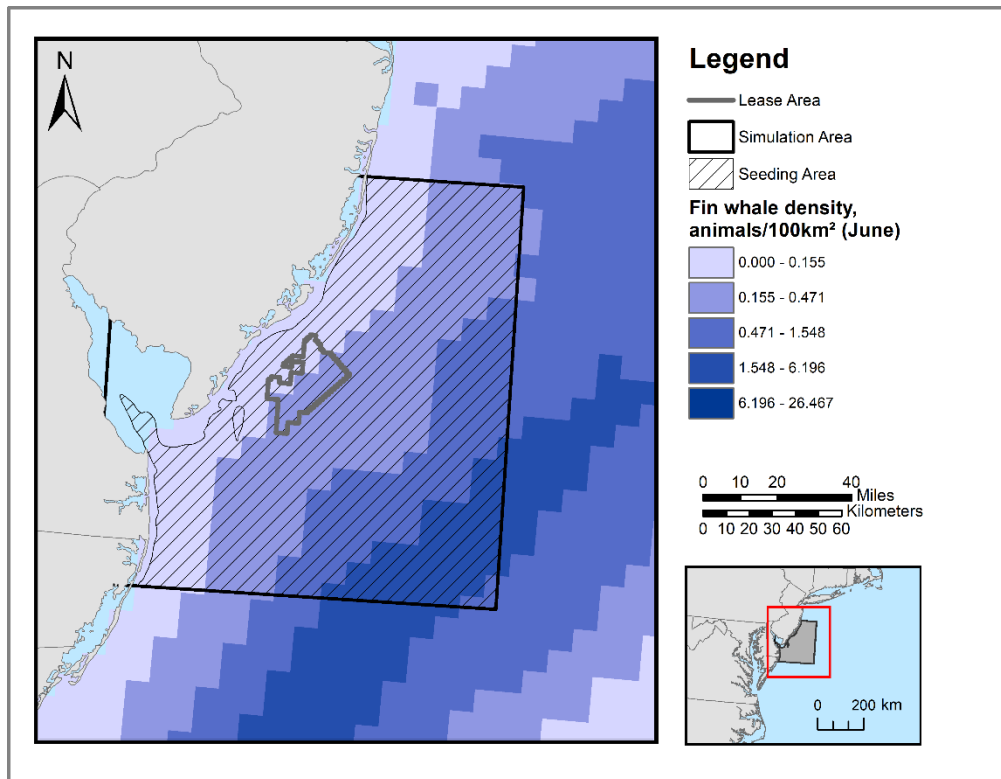 N
Legend
Lease Area
Simulation Area
Seeding Area
Fin whale density,
animals/100km² (June)
0.000 - 0.155
0.155 - 0.471
0.471 - 1.548
1.548 - 6.196
6.196 - 26.467
0 10 20 40
Miles
Kilometers
0 10 20 30 40 50 60
0 200 km